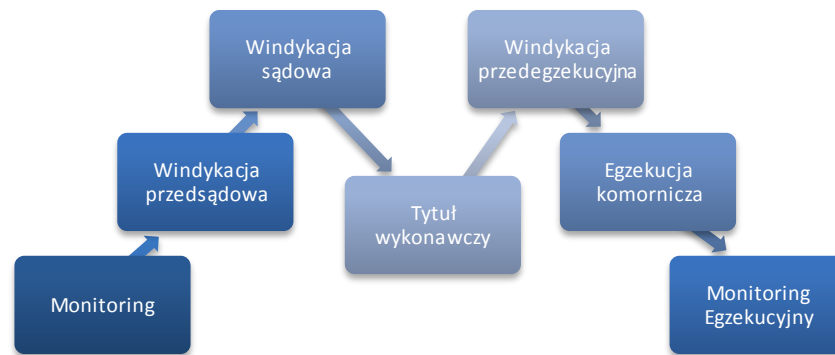 Monitoring
Windykacja
przedsądowa
Windykacja
sądowa
Tytuł
wykonawczy
Windykacja
przedegzekucyjna
Egzekucja
komornicza
Monitoring
Egzekucyjny